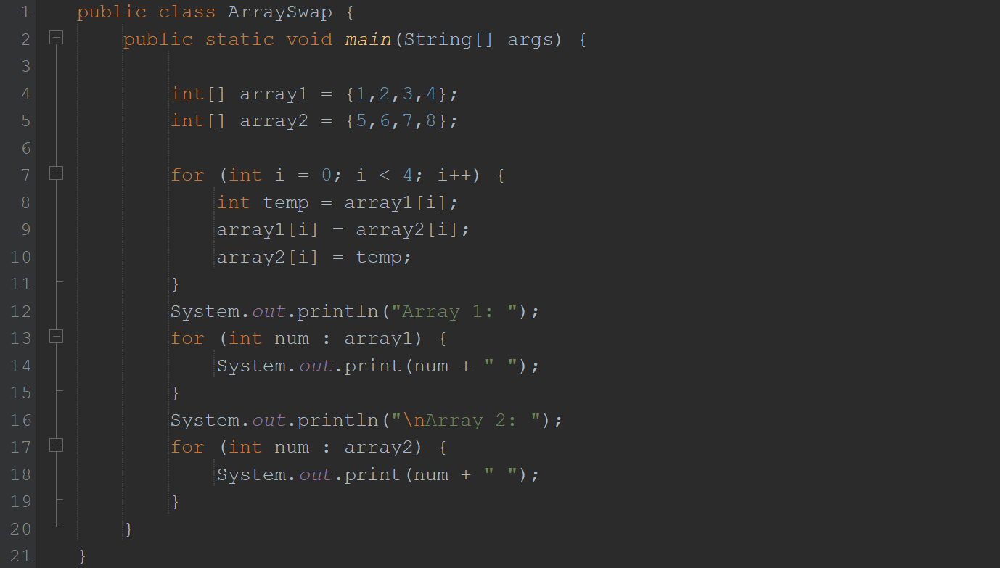 1 public class ArraySwap {
2     public static void main(String[] args) {
3
4         int[] array1 = {1,2,3,4};
5         int[] array2 = {5,6,7,8};
6
7         for (int i = 0; i < 4; i++) {
8             int temp = array1[i];
9             array1[i] = array2[i];
10             array2[i] = temp;
11         }
12         System.out.println("Array 1: ");
13         for (int num : array1) {
14             System.out.print(num + " ");
15         }
16         System.out.println("\nArray 2: ");
17         for (int num : array2) {
18             System.out.print(num + " ");
19         }
20     }
21 }